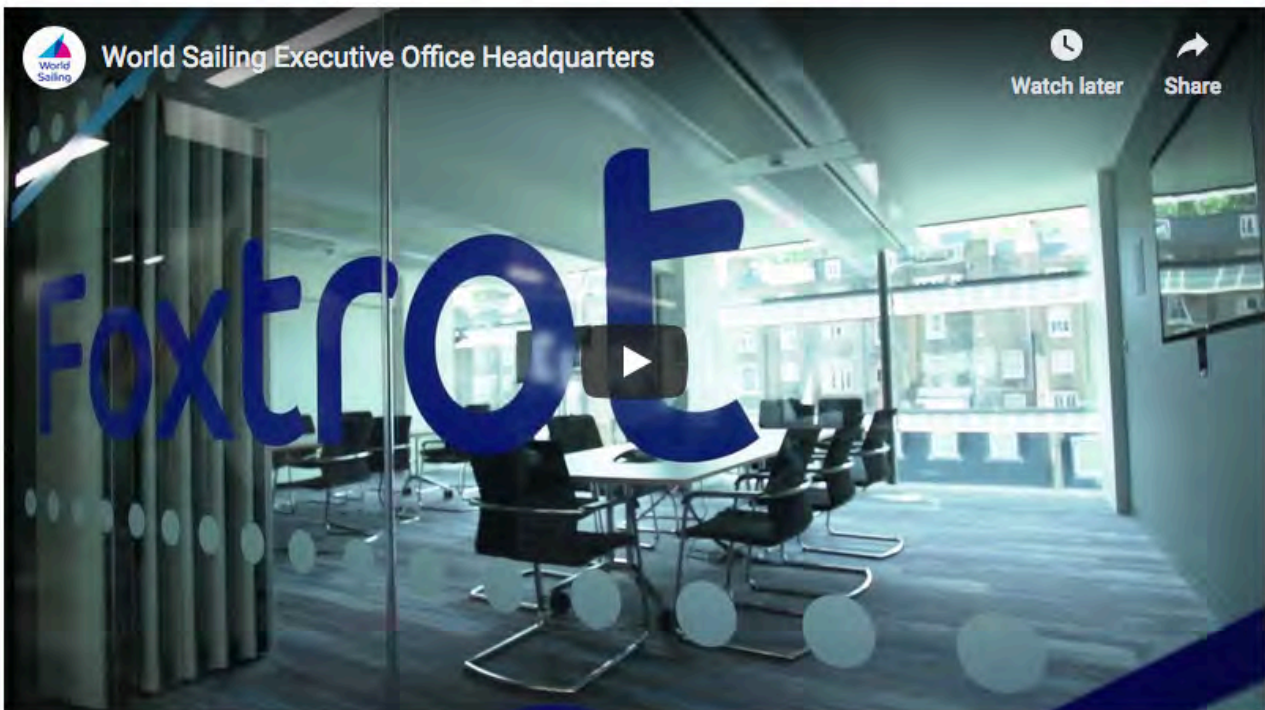 World
Sailing
World Sailing Executive Office Headquarters
Watch later
Share
Foxtrot